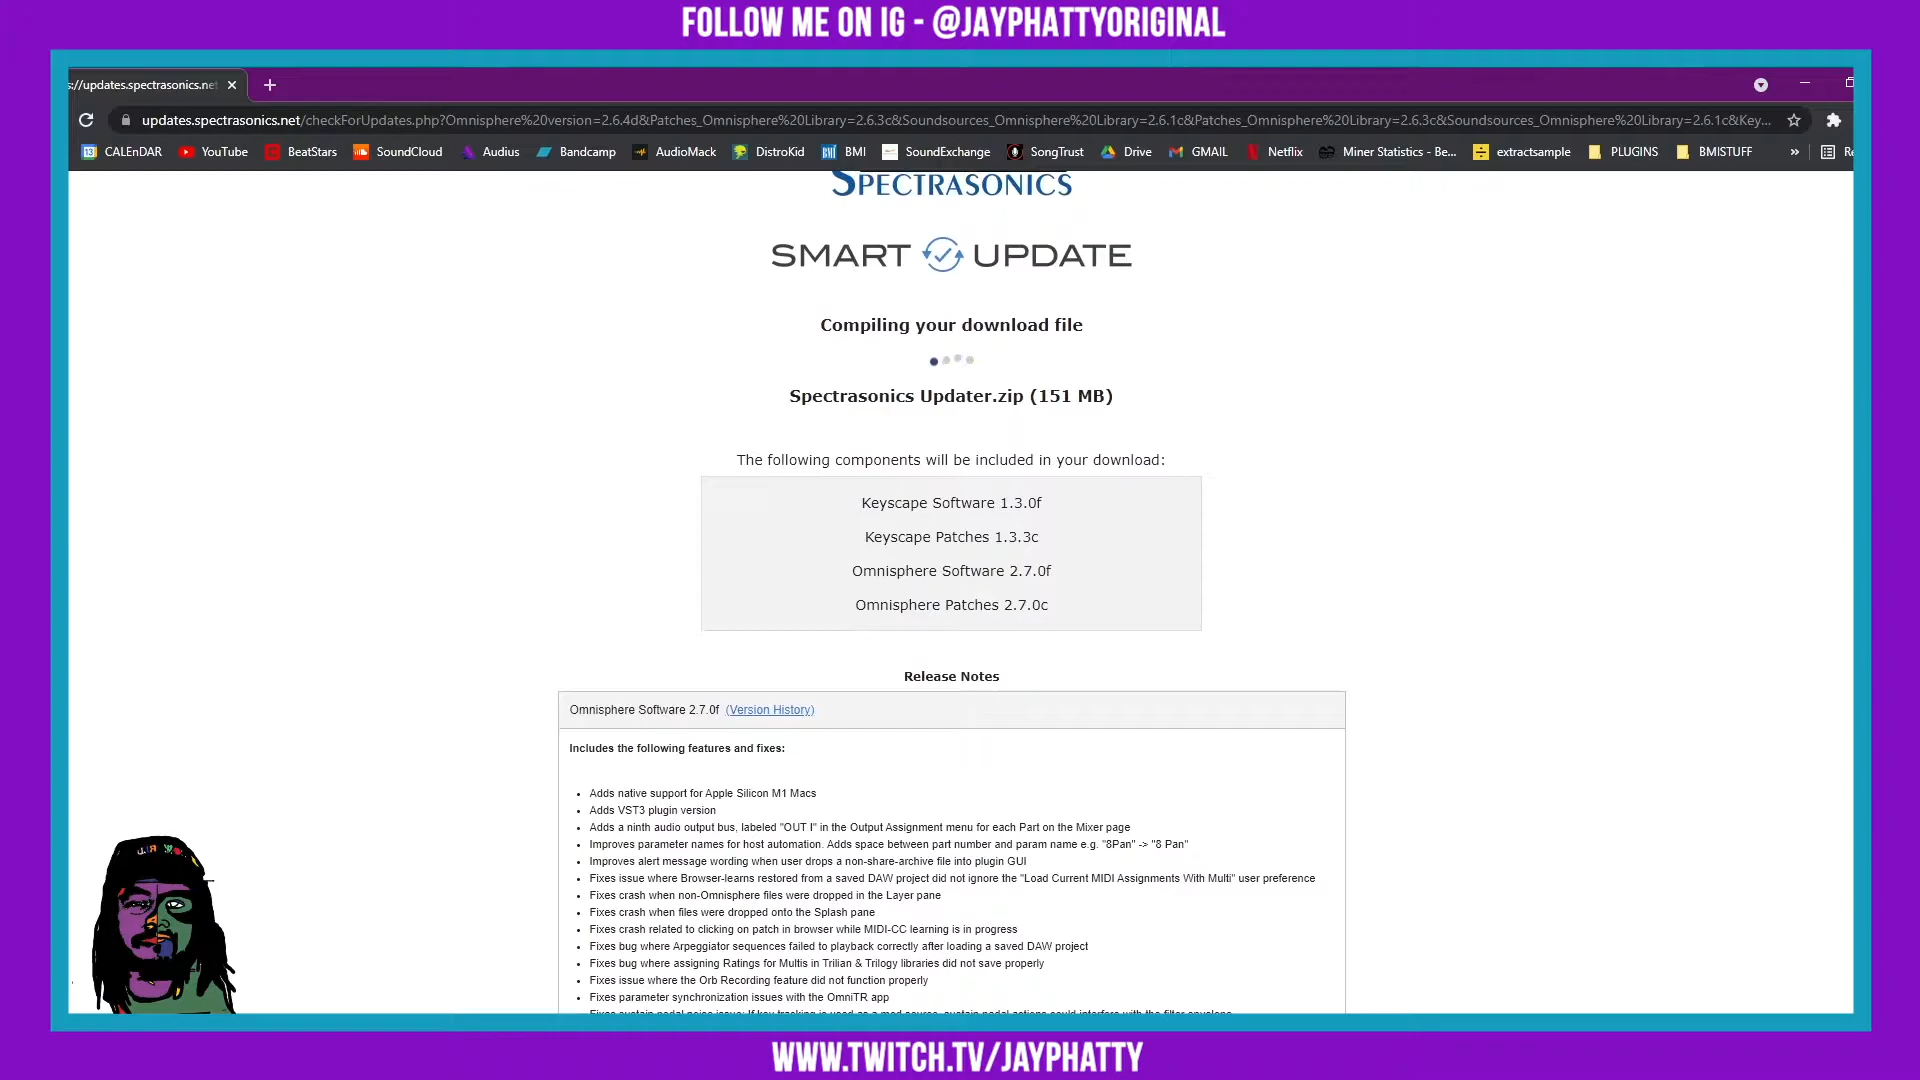 FOLLOW ME ON IG - @JAYPHATTYORIGINAL
s://updates.spectrasonics.net
updates.spectrasonics.net/checkForUpdates.php?Omnisphere%20version=2.6.4d&Patches_Omnisphere%20Library=2.6.3c&Soundsources_Omnisphere%20Library=2.6.1c&Patches_Omnisphere%20Library=2.6.3c&Soundsources_Omnisphere%20Library=2.6.1c&Key...
13 CALEnDAR YouTube BeatStars SoundCloud Audius Bandcamp AudioMack DistroKid BMI BMI SoundExchange SongTrust Drive GMAIL Netflix Miner Statistics - Be... extractsample PLUGINS BMISTUFF » Re
SPECTRASONICS
SMART UPDATE
Compiling your download file
Spectrasonics Updater.zip (151 MB)
The following components will be included in your download:
Keyscape Software 1.3.0f
Keyscape Patches 1.3.3c
Omnisphere Software 2.7.0f
Omnisphere Patches 2.7.0c
Release Notes
Omnisphere Software 2.7.0f (Version History)
Includes the following features and fixes:
• Adds native support for Apple Silicon M1 Macs
• Adds VST3 plugin version
• Adds a ninth audio output bus, labeled "OUT I" in the Output Assignment menu for each Part on the Mixer page
• Improves parameter names for host automation. Adds space between part number and param name e.g. "8Pan" -> "8 Pan"
• Improves alert message wording when user drops a non-share-archive file into plugin GUI
• Fixes issue where Browser-learns restored from a saved DAW project did not ignore the "Load Current MIDI Assignments With Multi" user preference
• Fixes crash when non-Omnisphere files were dropped in the Layer pane
• Fixes crash when files were dropped onto the Splash pane
• Fixes crash related to clicking on patch in browser while MIDI-CC learning is in progress
• Fixes bug where Arpeggiator sequences failed to playback correctly after loading a saved DAW project
• Fixes bug where assigning Ratings for Multis in Trilian & Trilogy libraries did not save properly
• Fixes issue where the Orb Recording feature did not function properly
• Fixes parameter synchronization issues with the OmniTR app
WWW.TWITCH.TV/JAYPHATTY